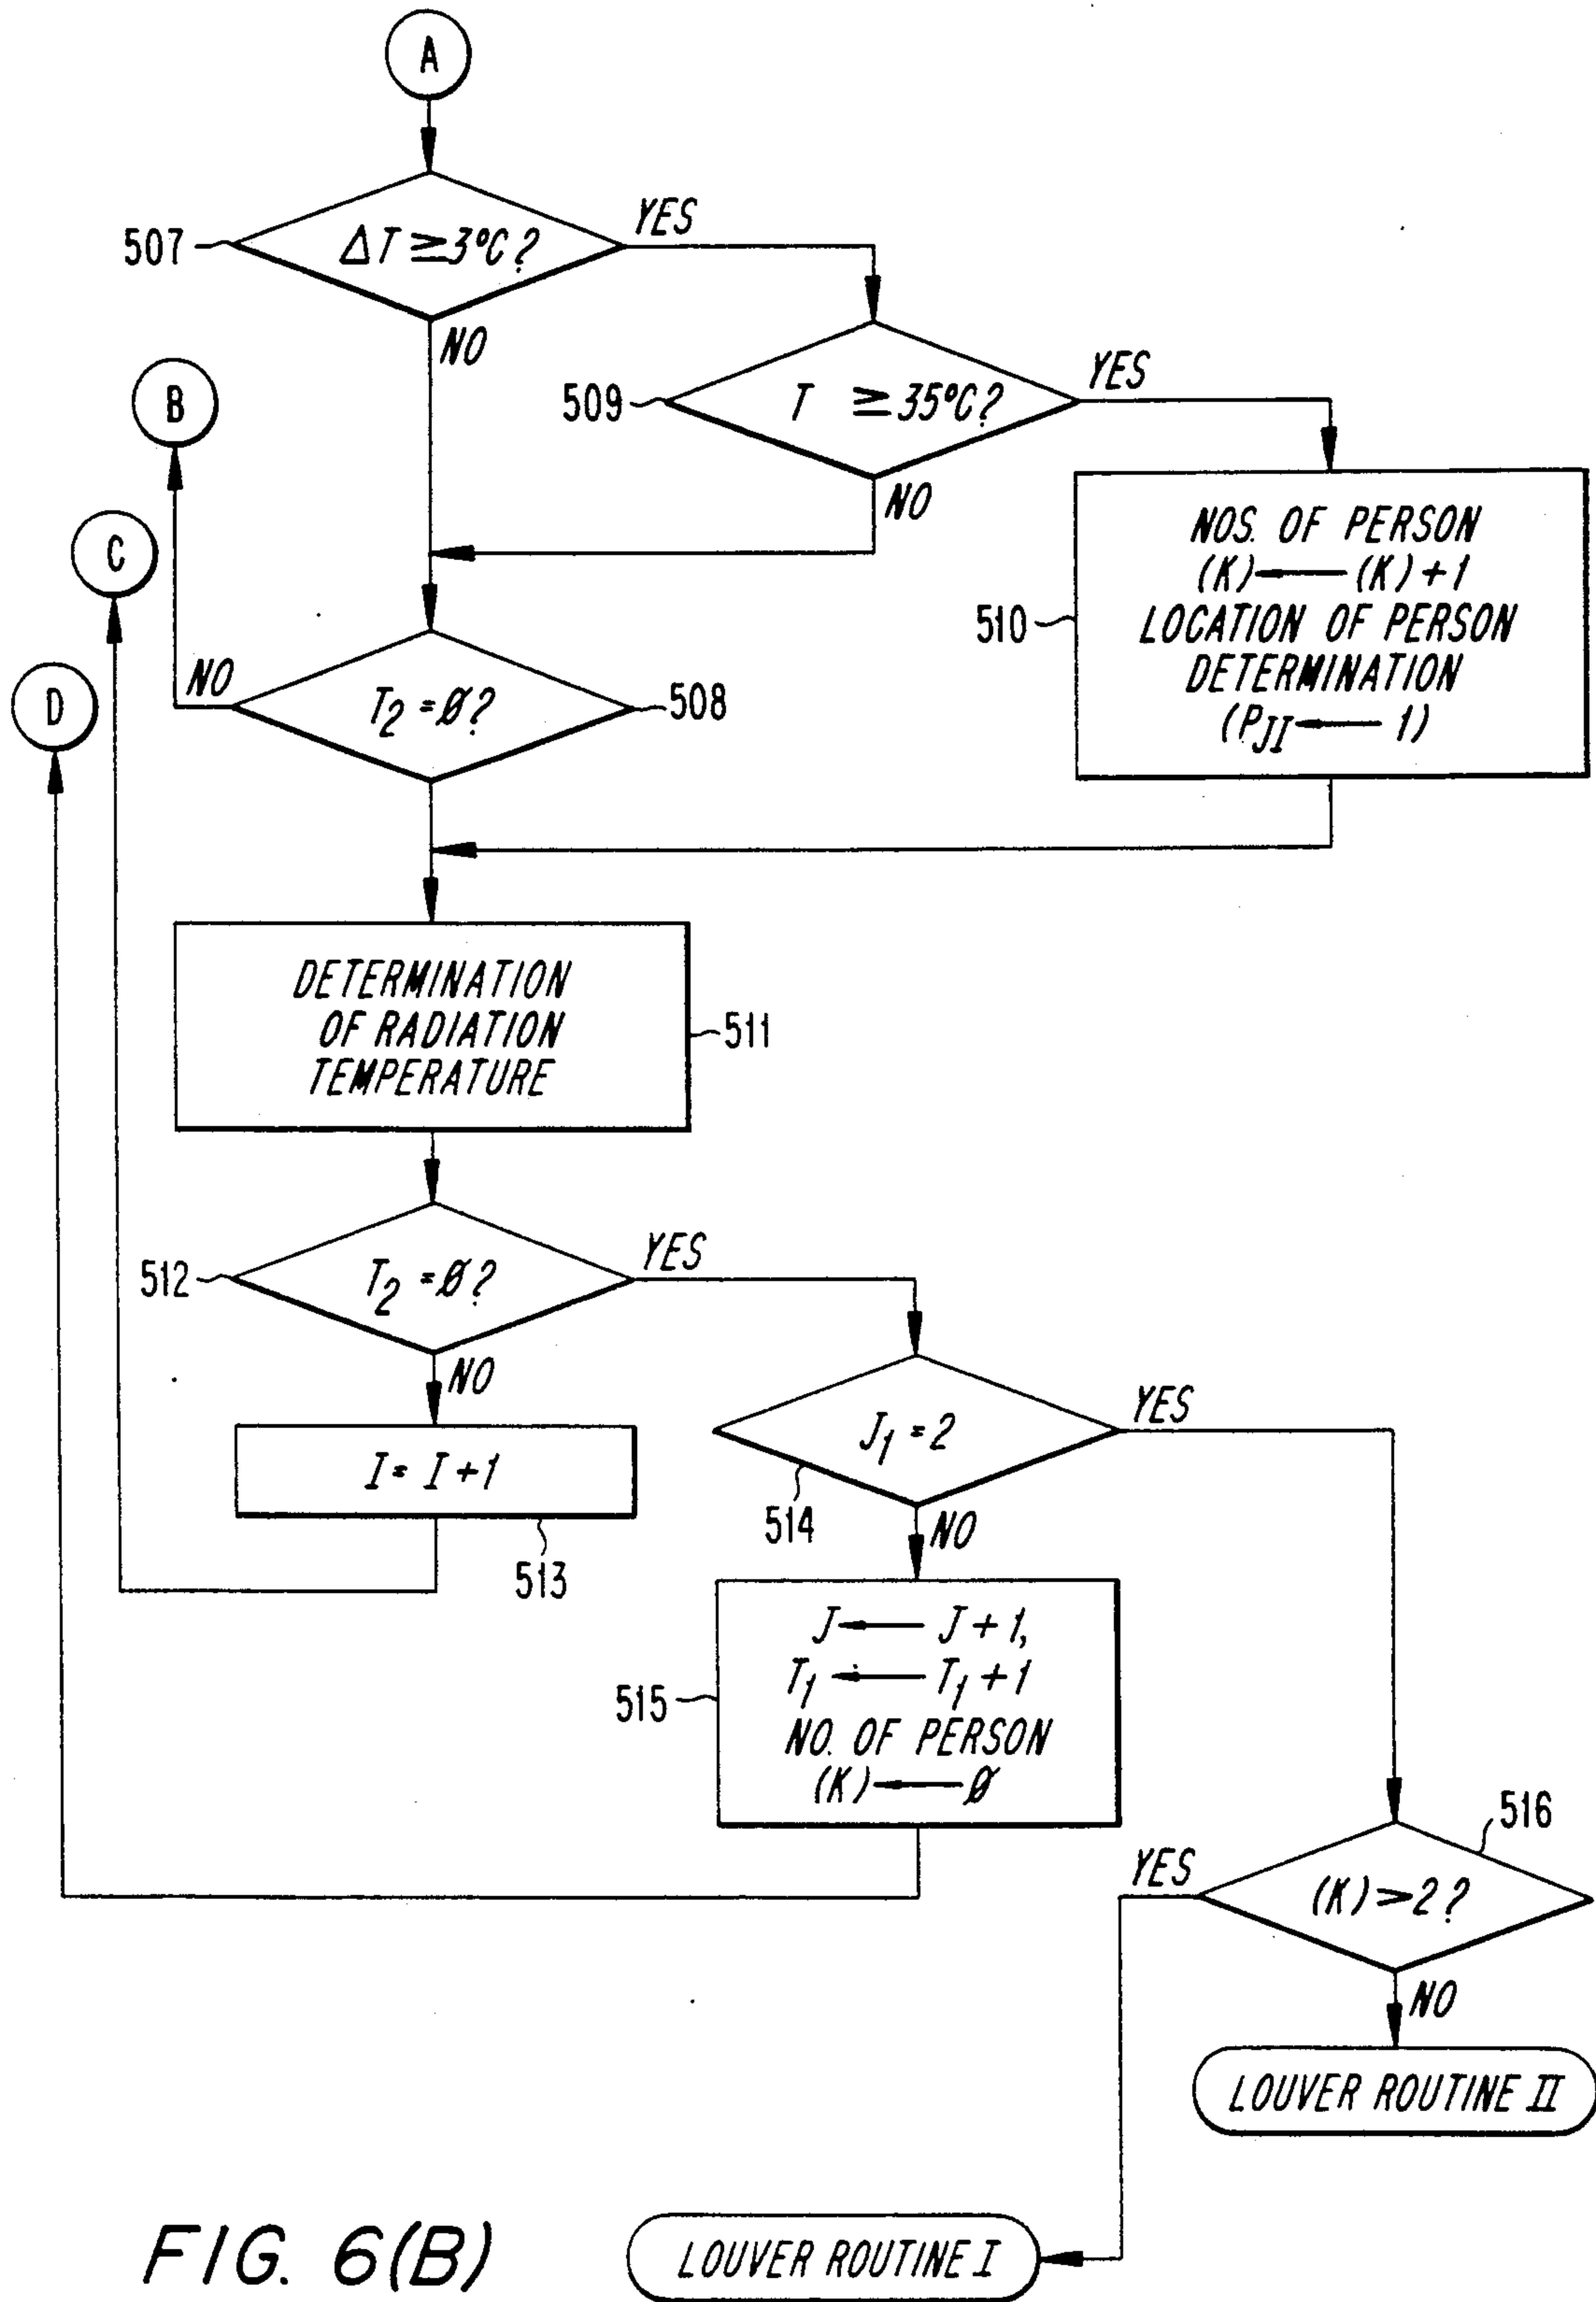 A
507
ΔT ≥ 3°C?
YES
NO
B
509
T ≥ 35°C?
YES
NO
C
510
NOS. OF PERSON
(K) ← (K) + 1
LOCATION OF PERSON
DETERMINATION
(P_JI ← 1)
D
NO
T₂ = Ø?
508
DETERMINATION
OF RADIATION
TEMPERATURE
511
512
T₂ = Ø?
YES
NO
I = I + 1
513
J₁ = 2
YES
514
NO
515
J ← J + 1,
T₁ ← T₁ + 1
NO. OF PERSON
(K) ← Ø
516
YES
(K) > 2?
NO
LOUVER ROUTINE II
FIG. 6(B)
LOUVER ROUTINE I